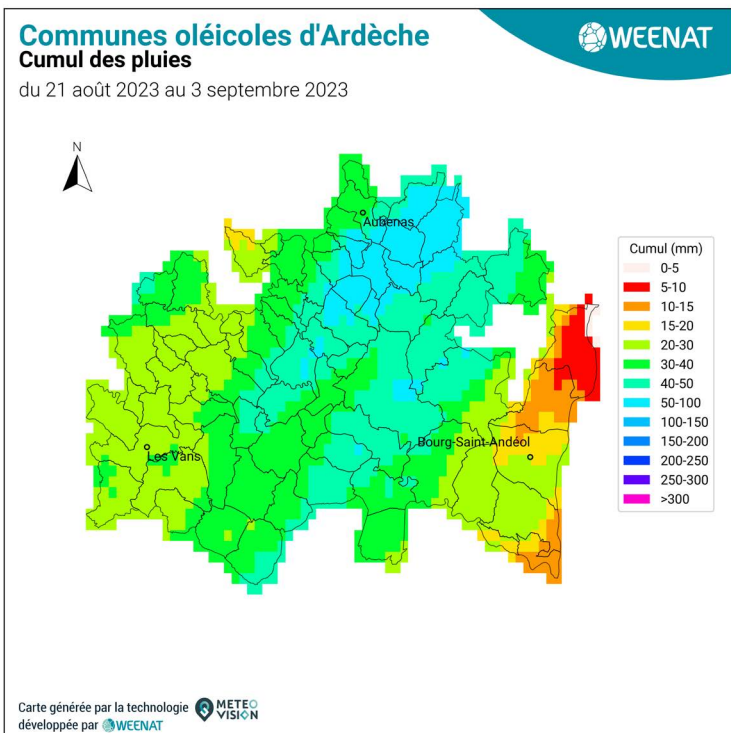 Communes oléicoles d'Ardèche
Cumul des pluies
du 21 août 2023 au 3 septembre 2023
WEENAT
N
Aubenas
Les Vans
Bourg-Saint-Andéol
Cumul (mm)
0-5
5-10
10-15
15-20
20-30
30-40
40-50
50-100
100-150
150-200
200-250
250-300
>300
Carte générée par la technologie METEO VISION
développée par WEENAT